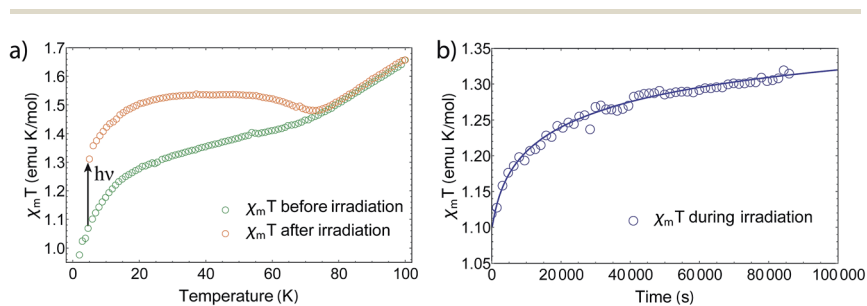 a)
1.6
1.5
1.4
1.3
1.2
1.1
1.0
χmT (emu K/mol)
hν
χmT before irradiation
χmT after irradiation
0 20 40 60 80 100
Temperature (K)
b)
1.35
1.30
1.25
1.20
1.15
1.10
1.05
χmT (emu K/mol)
χmT during irradiation
0 20 000 40 000 60 000 80 000 100 000
Time (s)